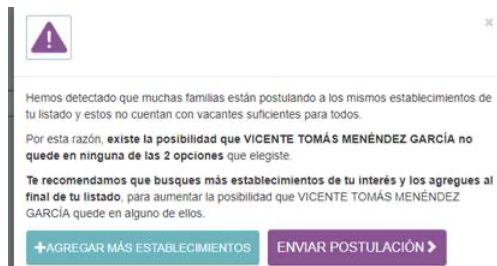 Hemos detectado que muchas familias están postulando a los mismos establecimientos de
tu listado y estos no cuentan con vacantes suficientes para todos.
Por esta razón, existe la posibilidad que VICENTE TOMÁS MENÉNDEZ GARCÍA no
quede en ninguna de las 2 opciones que elegiste.
Te recomendamos que busques más establecimientos de tu interés y los agregues al
final de tu listado, para aumentar la posibilidad que VICENTE TOMÁS MENÉNDEZ
GARCÍA quede en alguno de ellos.
+AGREGAR MÁS ESTABLECIMIENTOS ENVIAR POSTULACIÓN